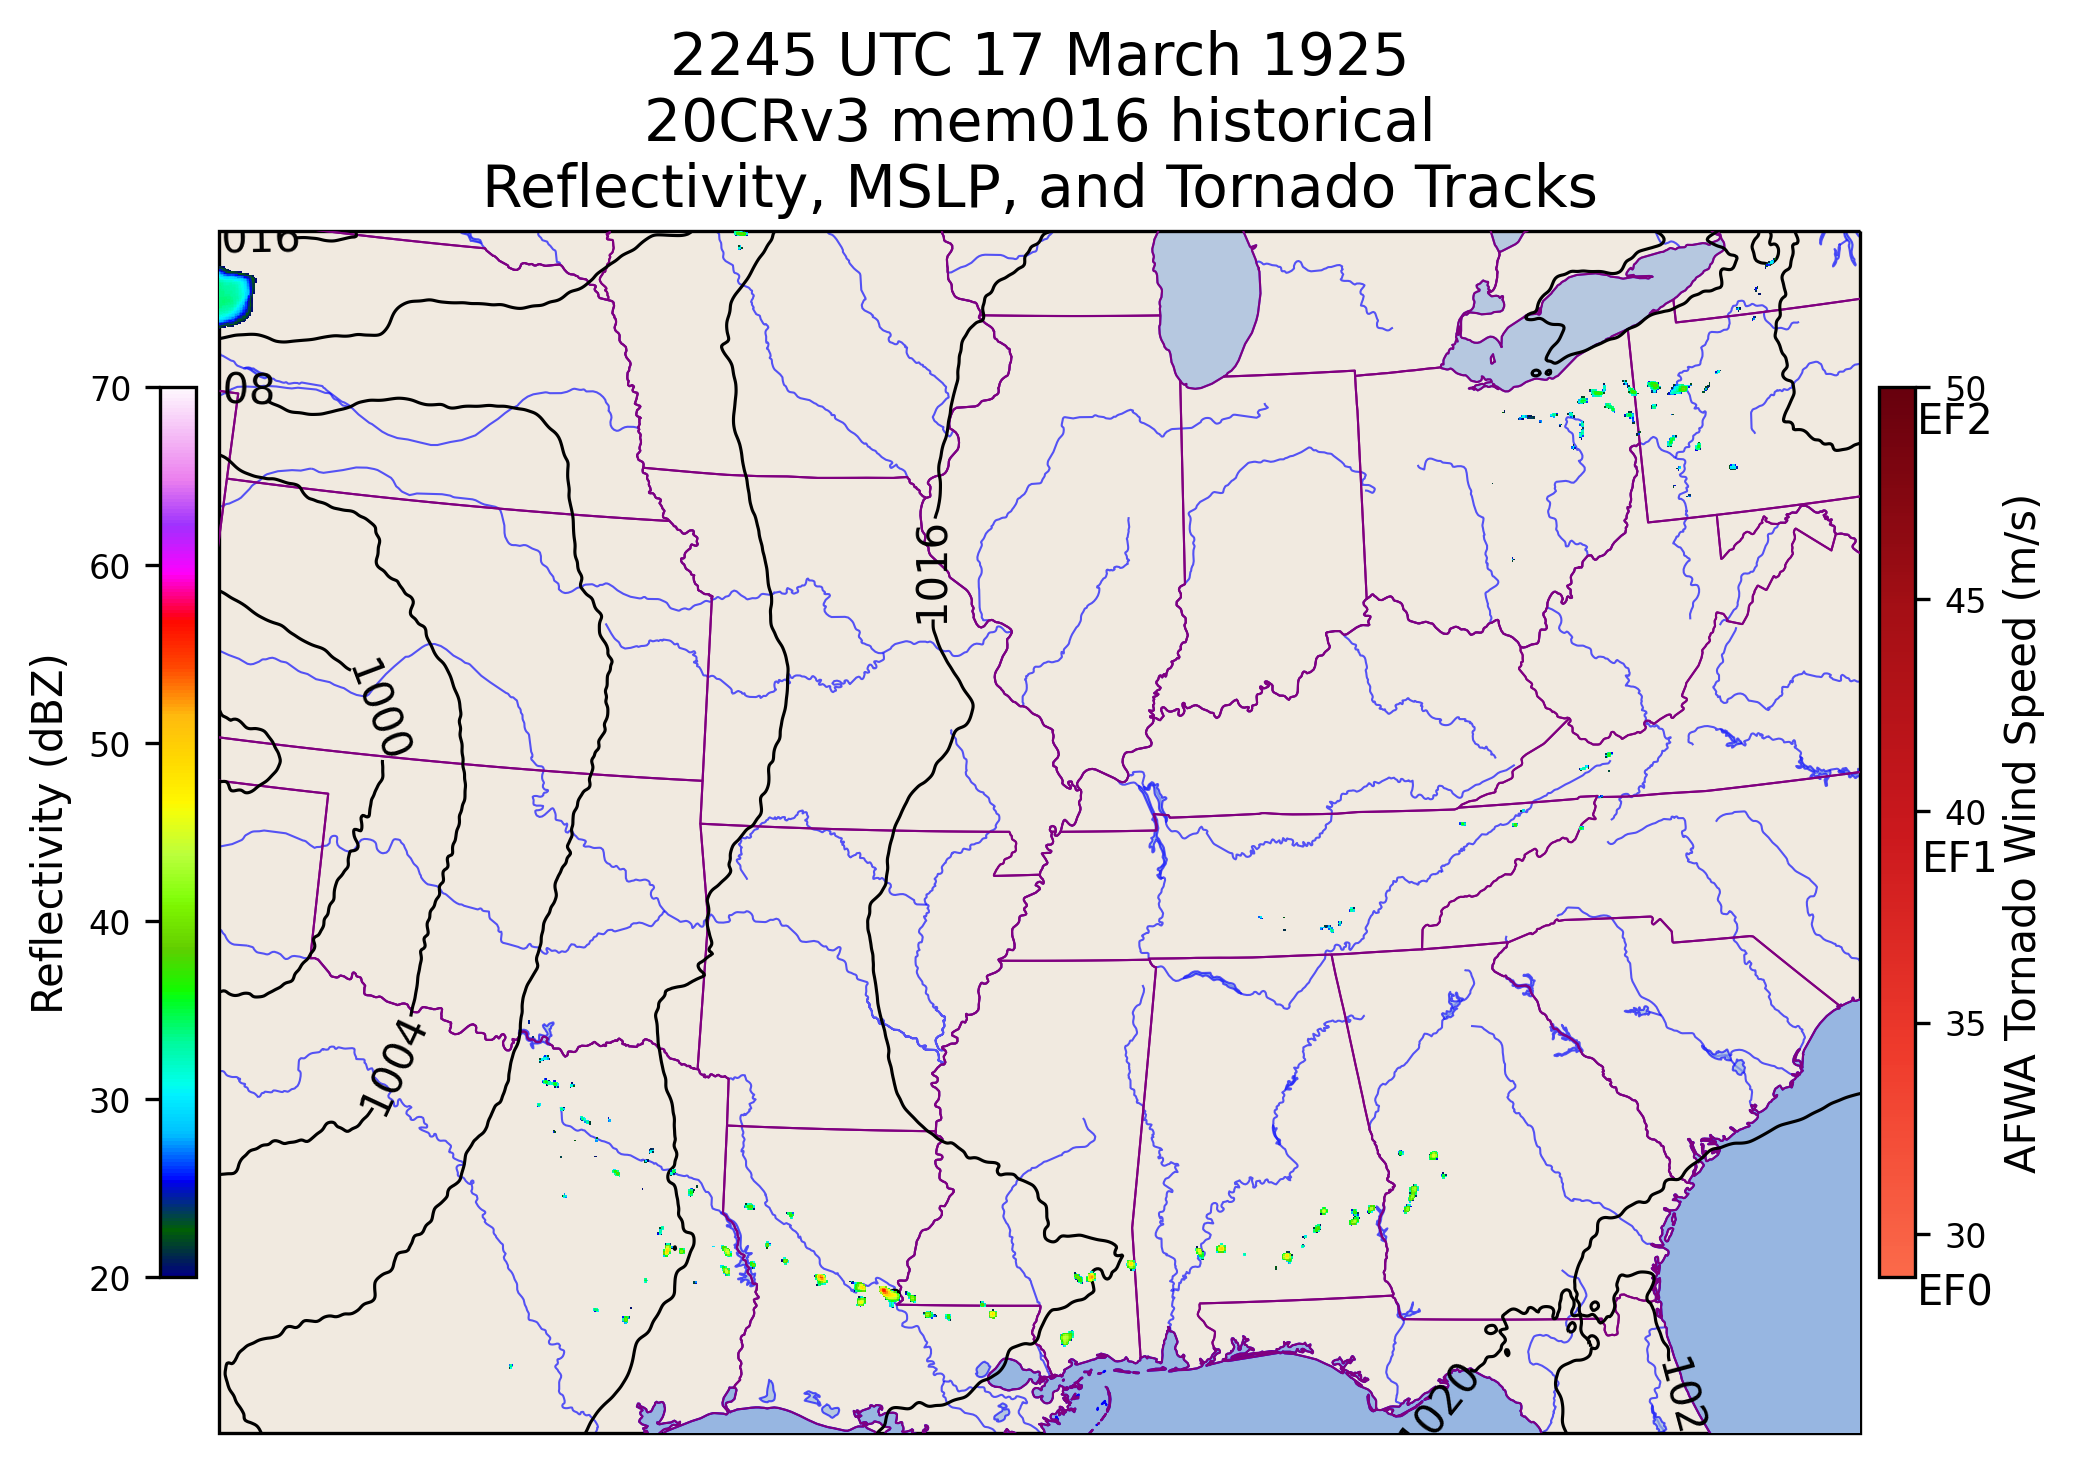 2245 UTC 17 March 1925
20CRv3 mem016 historical
Reflectivity, MSLP, and Tornado Tracks
016
08
1000
1004
1016
1020
102
70
60
50
40
30
20
Reflectivity (dBZ)
50
EF2
45
40
EF1
35
30
EF0
AFWA Tornado Wind Speed (m/s)